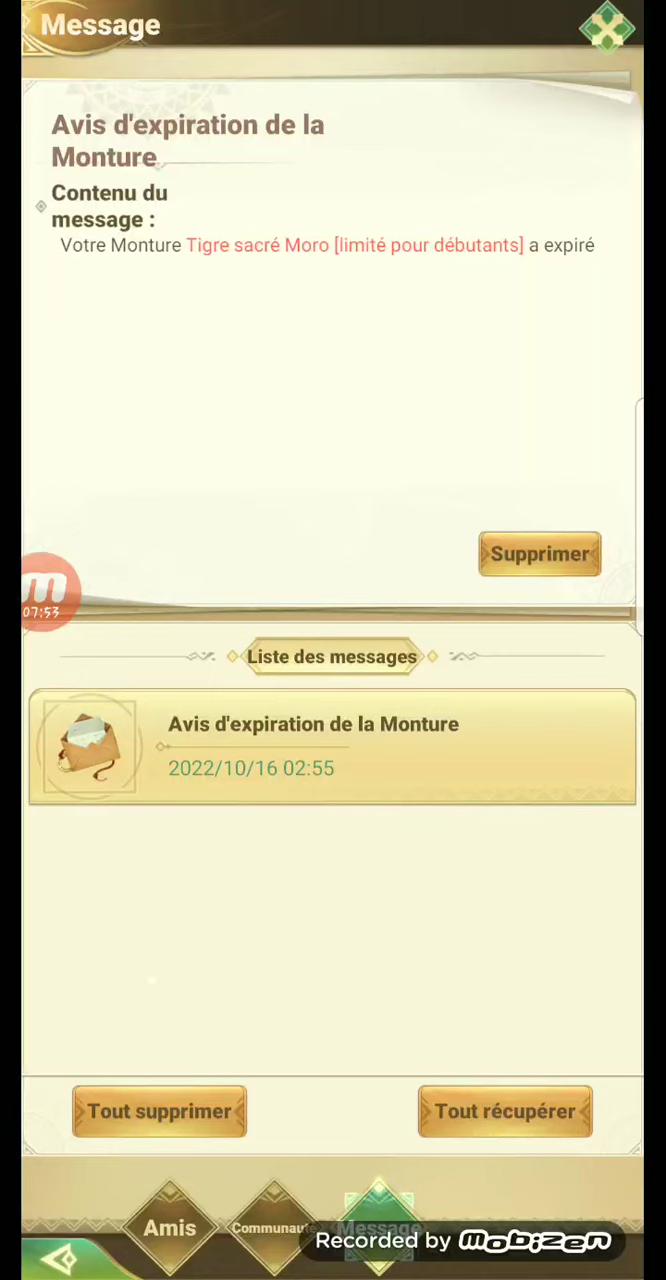 Message
Avis d'expiration de la
Monture
Contenu du
message :
Votre Monture Tigre sacré Moro [limité pour débutants] a expiré
Supprimer
07:53
Liste des messages
Avis d'expiration de la Monture
2022/10/16 02:55
Tout supprimer
Tout récupérer
Amis
Communauté
Message
Recorded by mobizen